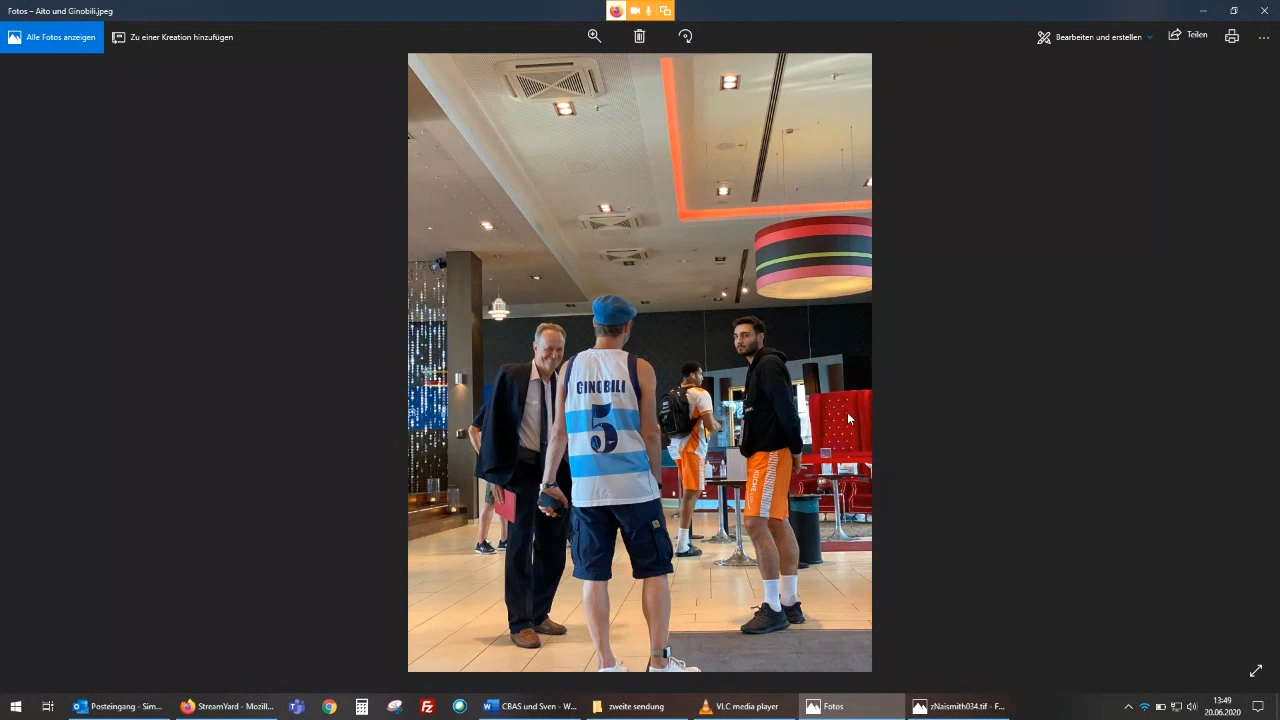 Fotos – Aito und Ginobili.jpeg
Alle Fotos anzeigen
Zu einer Kreation hinzufügen
Bearbeiten und erstellen
Teilen
GINOBILI
5
KÜCHE
Posteingang - Sim...
StreamYard - Mozill...
CBAS und Sven - W...
zweite sendung
VLC media player
Fotos
zNaismith034.tif - F...
13:49
20.06.2020